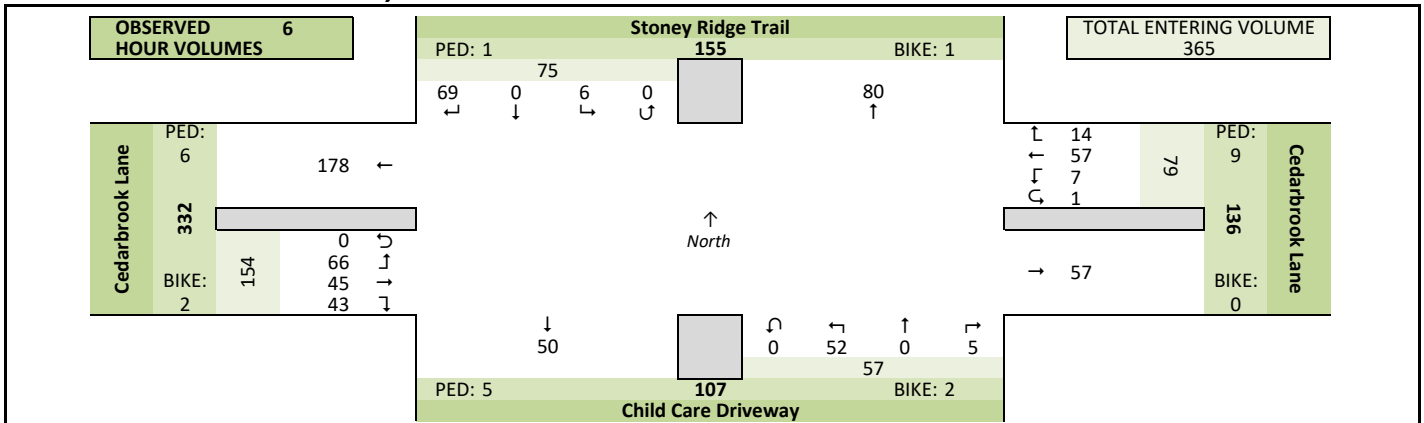 OBSERVED 6
HOUR VOLUMES
Stoney Ridge Trail
TOTAL ENTERING VOLUME
365
PED: 1 155 BIKE: 1
75
69 0 6 0
↵ ↓ ↳ ↺
80
↑
Cedarbrook Lane
PED:
6
332
BIKE:
2
178 ←
154
0 ⮌
66 ↰
45 →
43 ↴
↑
North
↱ 14
← 57
↲ 7
↺ 1
79
PED:
9
136
BIKE:
0
Cedarbrook Lane
→ 57
↓
50
↺ ↰ ↑ ↱
0 52 0 5
57
PED: 5 107 BIKE: 2
Child Care Driveway